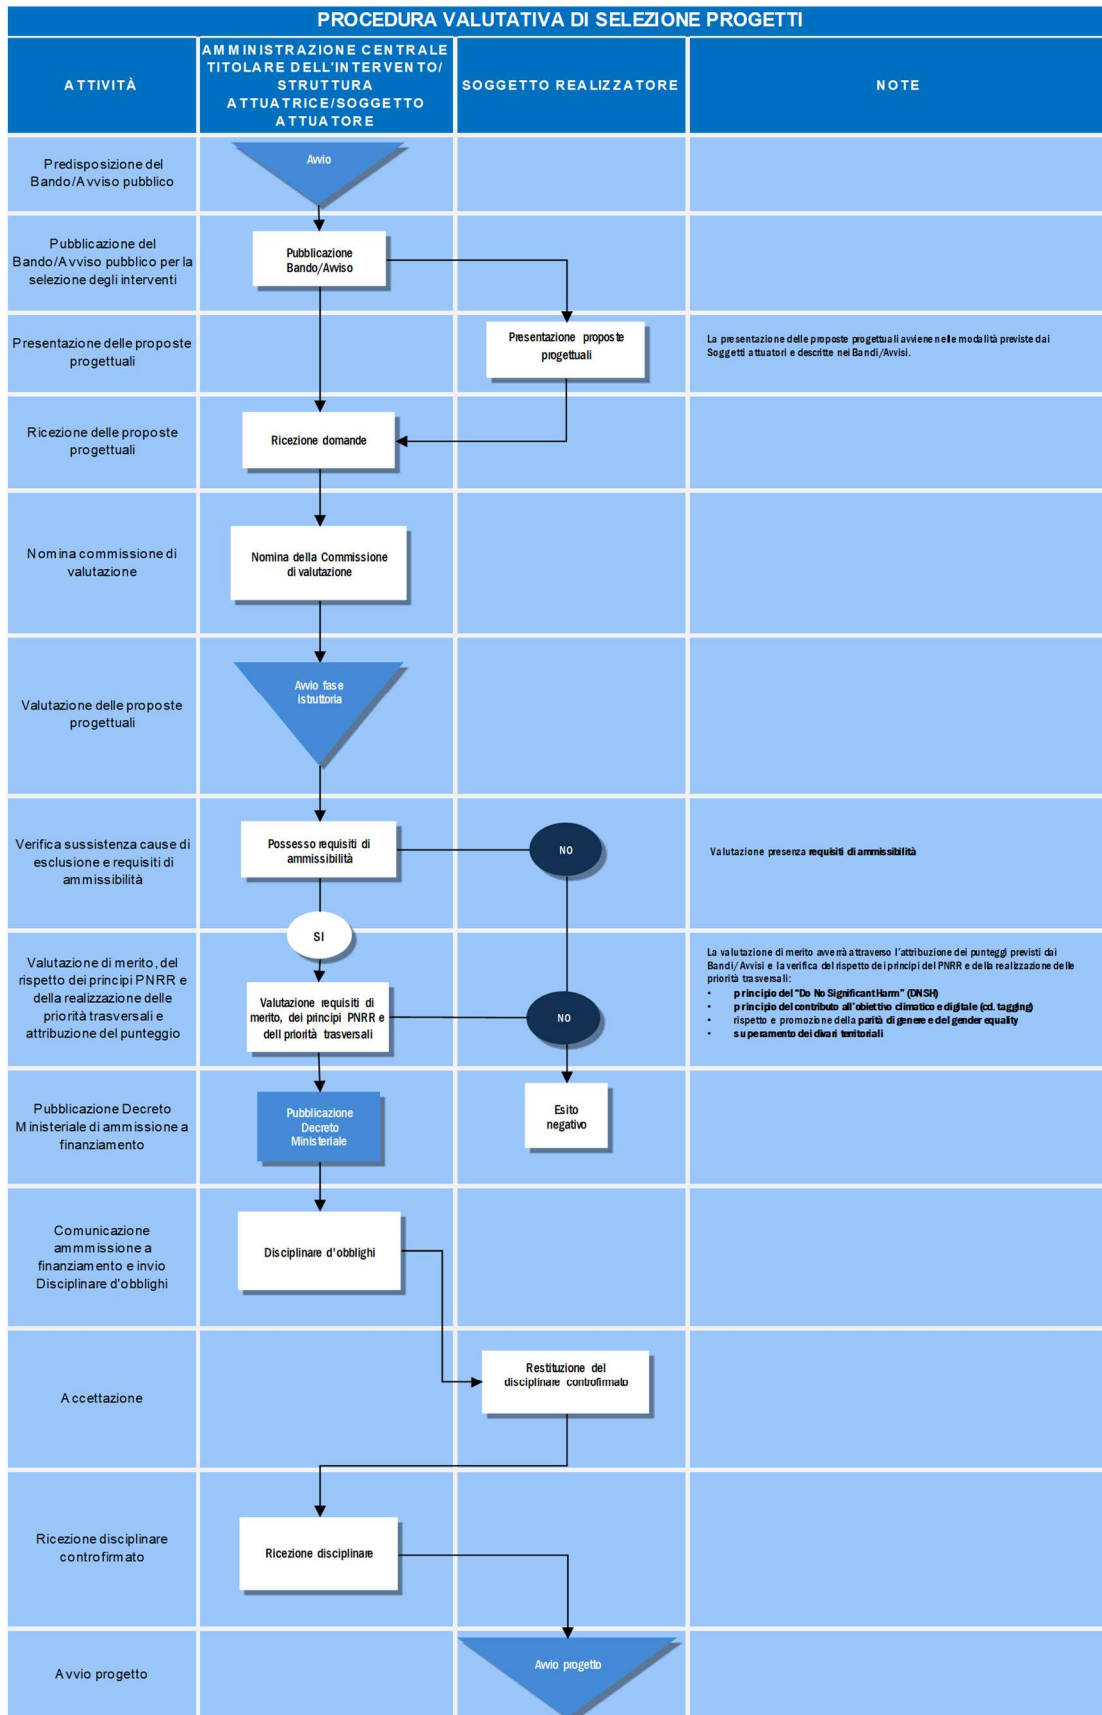 PROCEDURA VALUTATIVA DI SELEZIONE PROGETTI
ATTIVITÀ
AMMINISTRAZIONE CENTRALE
TITOLARE DELL'INTERVENTO/
STRUTTURA
ATTUATRICE/SOGGETTO
ATTUATORE
SOGGETTO REALIZZATORE
NOTE
Predisposizione del
Bando/Avviso pubblico
Avvio
Pubblicazione del
Bando/Avviso pubblico per la
selezione degli interventi
Pubblicazione
Bando/Avviso
Presentazione delle proposte
progettuali
Presentazione proposte
progettuali
La presentazione delle proposte progettuali avviene nelle modalità previste dai
Soggetti attuatori e descritte nei Bandi/Avvisi.
Ricezione delle proposte
progettuali
Ricezione domande
Nomina commissione di
valutazione
Nomina della Commissione
di valutazione
Valutazione delle proposte
progettuali
Avvio fase
istruttoria
Verifica sussistenza cause di
esclusione e requisiti di
ammissibilità
Possesso requisiti di
ammissibilità
NO
Valutazione presenza requisiti di ammissibilità
SI
Valutazione di merito, del
rispetto dei principi PNRR e
della realizzazione delle
priorità trasversali e
attribuzione del punteggio
Valutazione requisiti di
merito, dei principi PNRR e
dell priorità trasversali
NO
La valutazione di merito avverrà attraverso l'attribuzione dei punteggi previsti dai
Bandi/Avvisi e la verifica del rispetto dei principi del PNRR e della realizzazione delle
priorità trasversali:
• principio del "Do No Significant Harm" (DNSH)
• principio del contributo all'obiettivo climatico e digitale (cd. tagging)
• rispetto e promozione della parità di genere e del gender equality
• superamento dei divari territoriali
Pubblicazione Decreto
Ministeriale di ammissione a
finanziamento
Pubblicazione
Decreto
Ministeriale
Esito
negativo
Comunicazione
ammmissione a
finanziamento e invio
Disciplinare d'obblighi
Disciplinare d'obblighi
Accettazione
Restituzione del
disciplinare controfirmato
Ricezione disciplinare
controfirmato
Ricezione disciplinare
Avvio progetto
Avvio progetto